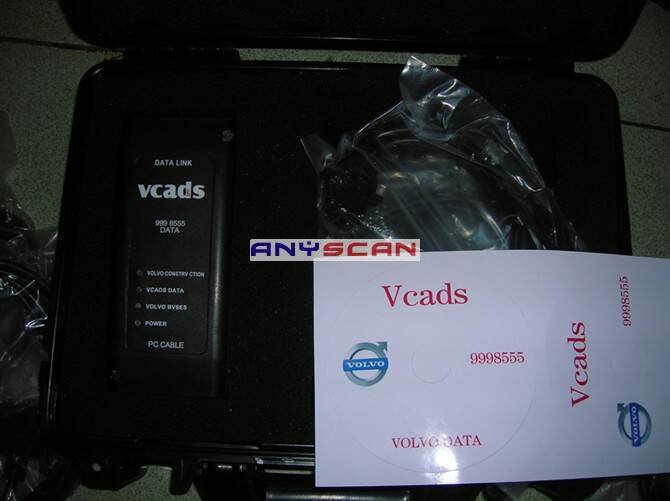 DATA LINK
vcads
999 8555
DATA
VOLVO CONSTRV CTION
VCADS DATA
VOLVO BVSES
POWER
PC CABLE
ANYSCAN
Vcads
9998555
VOLVO
VOLVO DATA
Vcads
9998555
VOLVO